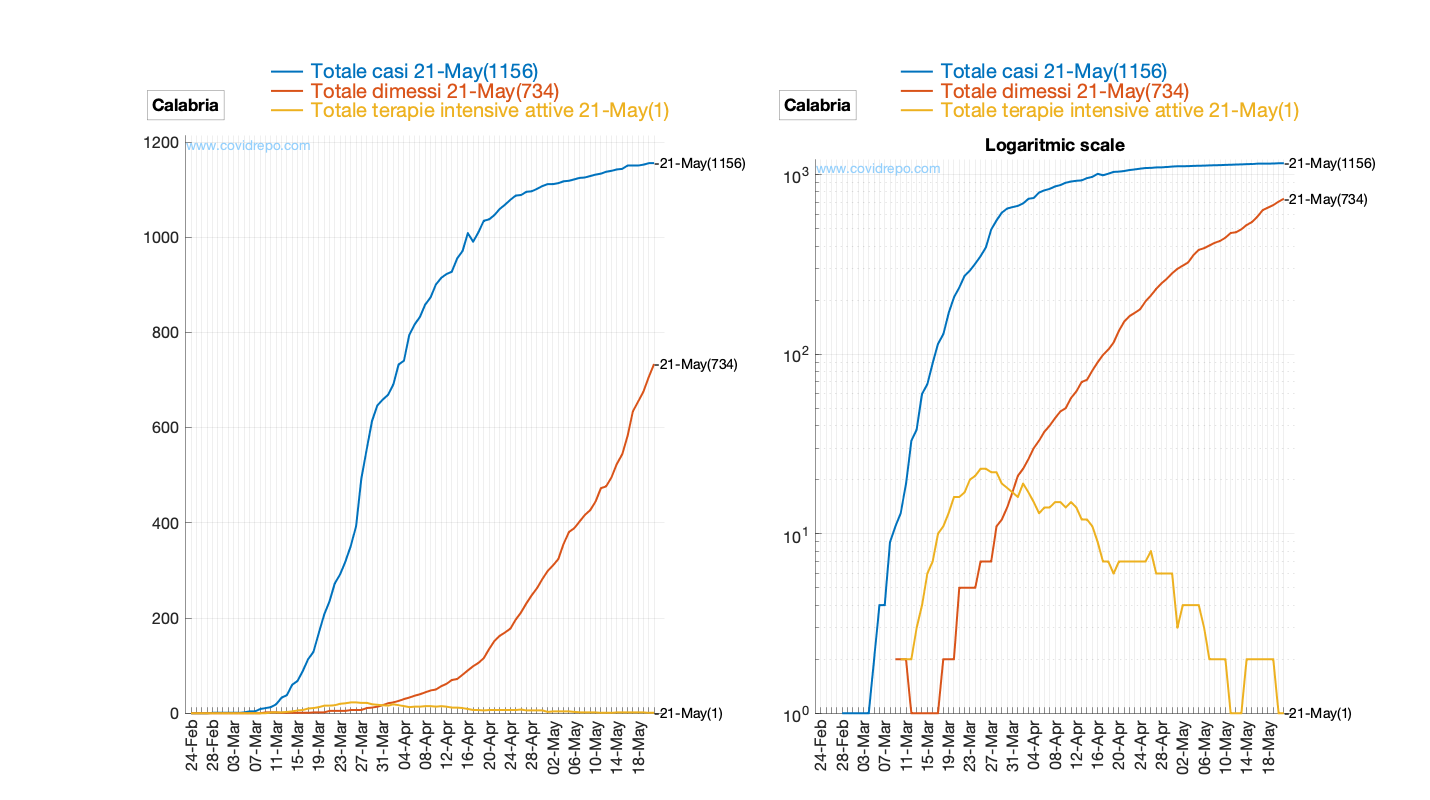 Totale casi 21-May(1156)
Totale dimessi 21-May(734)
Totale terapie intensive attive 21-May(1)
Calabria
www.covidrepo.com
1200
1000
800
600
400
200
0
21-May(1156)
21-May(734)
21-May(1)
24-Feb
28-Feb
03-Mar
07-Mar
11-Mar
15-Mar
19-Mar
23-Mar
27-Mar
31-Mar
04-Apr
08-Apr
12-Apr
16-Apr
20-Apr
24-Apr
28-Apr
02-May
06-May
10-May
14-May
18-May
Totale casi 21-May(1156)
Totale dimessi 21-May(734)
Totale terapie intensive attive 21-May(1)
Calabria
Logaritmic scale
www.covidrepo.com
10^3
10^2
10^1
10^0
21-May(1156)
21-May(734)
21-May(1)
24-Feb
28-Feb
03-Mar
07-Mar
11-Mar
15-Mar
19-Mar
23-Mar
27-Mar
31-Mar
04-Apr
08-Apr
12-Apr
16-Apr
20-Apr
24-Apr
28-Apr
02-May
06-May
10-May
14-May
18-May